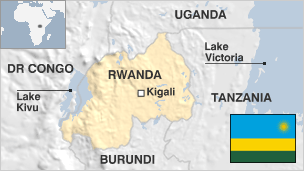 UGANDA
Lake
Victoria
DR CONGO
RWANDA
Kigali
Lake
Kivu
TANZANIA
BURUNDI